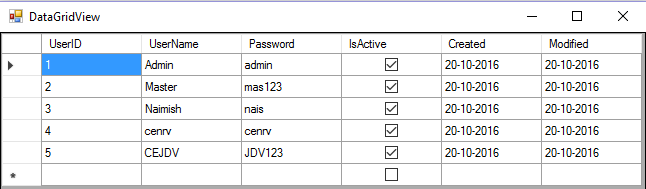 DataGridView
UserID UserName Password IsActive Created Modified
1 Admin admin 20-10-2016 20-10-2016
2 Master mas123 20-10-2016 20-10-2016
3 Naimish nais 20-10-2016 20-10-2016
4 cenrv cenrv 20-10-2016 20-10-2016
5 CEJDV JDV123 20-10-2016 20-10-2016